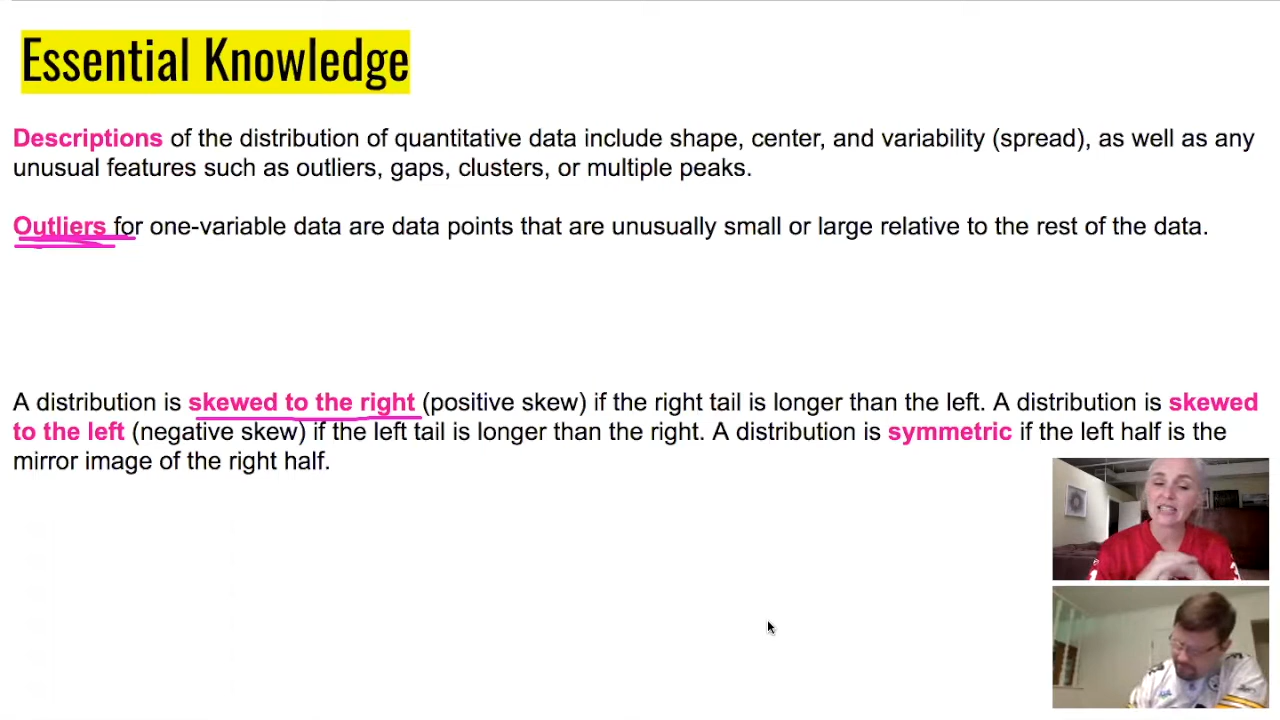 Essential Knowledge
Descriptions of the distribution of quantitative data include shape, center, and variability (spread), as well as any
unusual features such as outliers, gaps, clusters, or multiple peaks.
Outliers for one-variable data are data points that are unusually small or large relative to the rest of the data.
A distribution is skewed to the right (positive skew) if the right tail is longer than the left. A distribution is skewed
to the left (negative skew) if the left tail is longer than the right. A distribution is symmetric if the left half is the
mirror image of the right half.